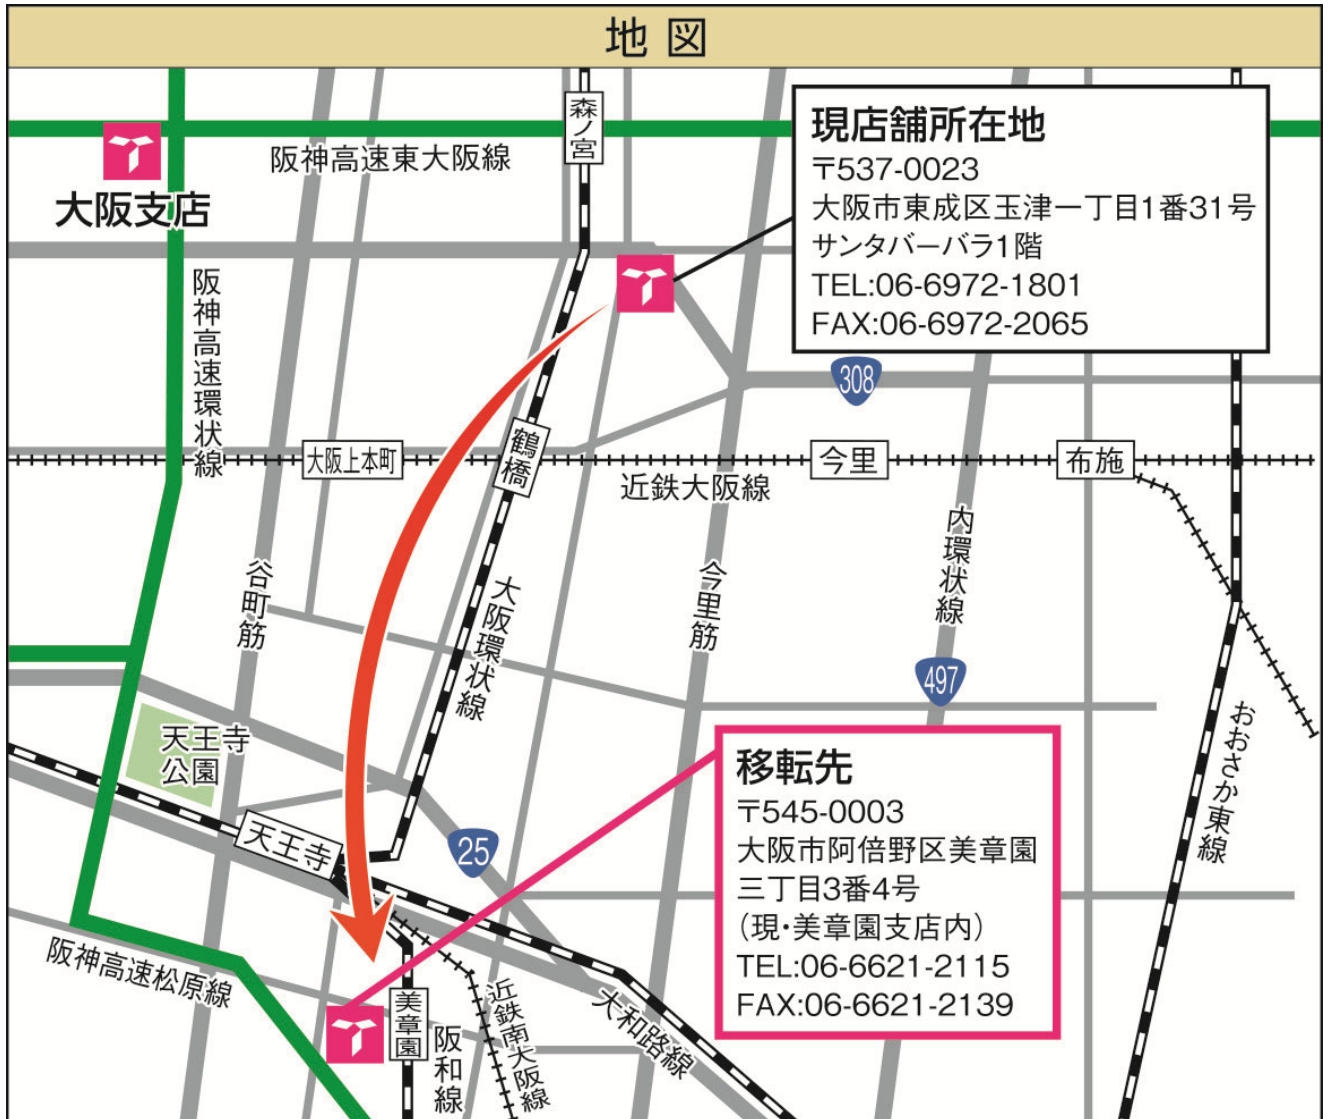 地図
森ノ宮
阪神高速東大阪線
大阪支店
現店舗所在地
〒537-0023
大阪市東成区玉津一丁目1番31号
サンタバーバラ1階
TEL:06-6972-1801
FAX:06-6972-2065
阪神高速環状線
308
鶴橋
大阪上本町
近鉄大阪線
今里
布施
谷町筋
大阪環状線
今里筋
内環状線
497
おおさか東線
天王寺
公園
天王寺
25
移転先
〒545-0003
大阪市阿倍野区美章園
三丁目3番4号
(現・美章園支店内)
TEL:06-6621-2115
FAX:06-6621-2139
阪神高速松原線
美章園
阪和線
近鉄南大阪線
大和路線